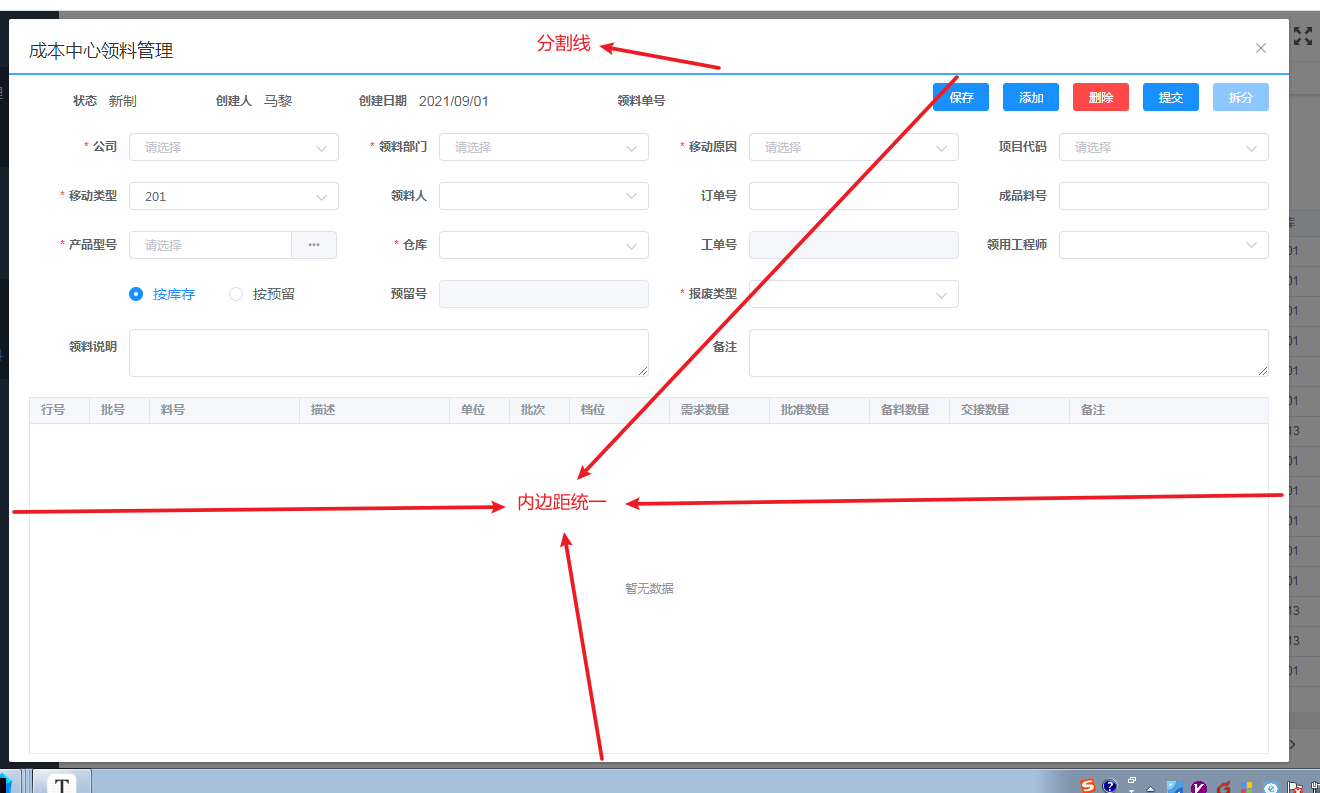 分割线
成本中心领料管理
状态 新制 创建人 马黎 创建日期 2021/09/01 领料单号 保存 添加 删除 提交 拆分
* 公司 请选择 * 领料部门 请选择 * 移动原因 请选择 项目代码 请选择
* 移动类型 201 领料人 订单号 成品料号
* 产品型号 请选择 ··· * 仓库 工单号 领用工程师
按库存 按预留 预留号 * 报废类型
领料说明 备注
行号 批号 料号 描述 单位 批次 档位 需求数量 批准数量 备料数量 交接数量 备注
内边距统一
暂无数据
T